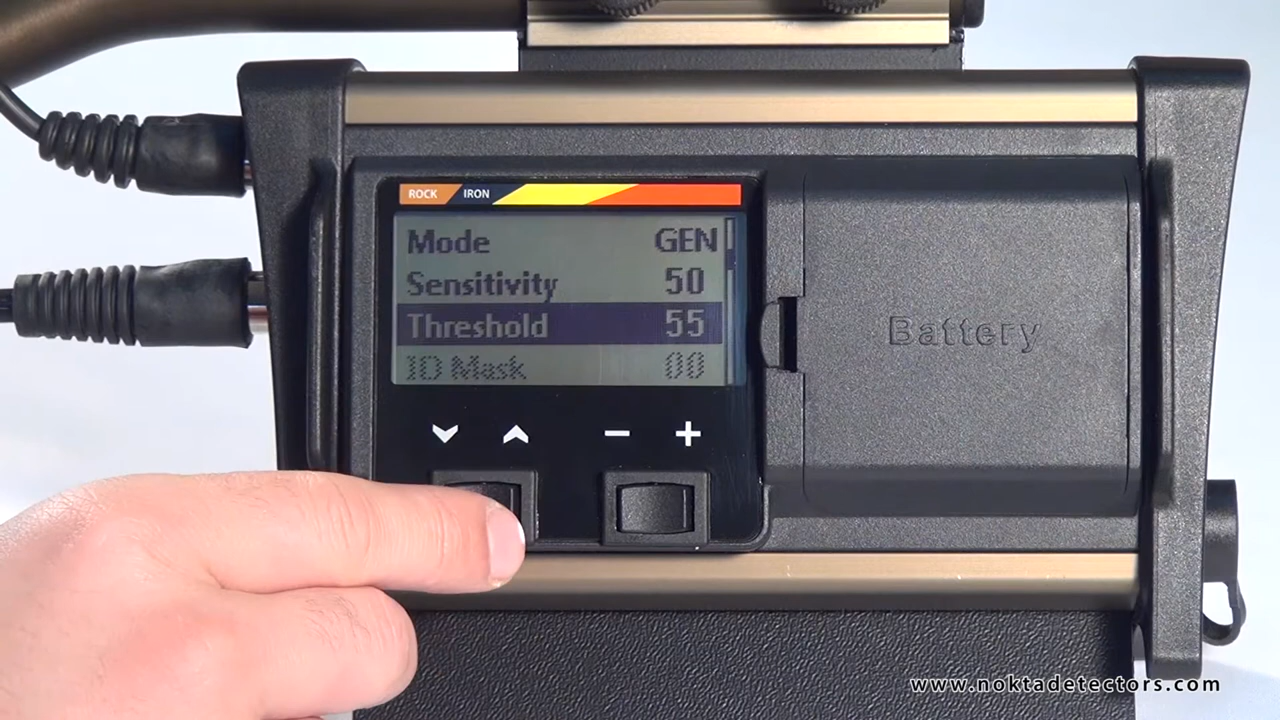 ROCK IRON
Mode GEN
Sensitivity 50
Threshold 55
ID Mask 00
Battery
www.noktadetectors.com